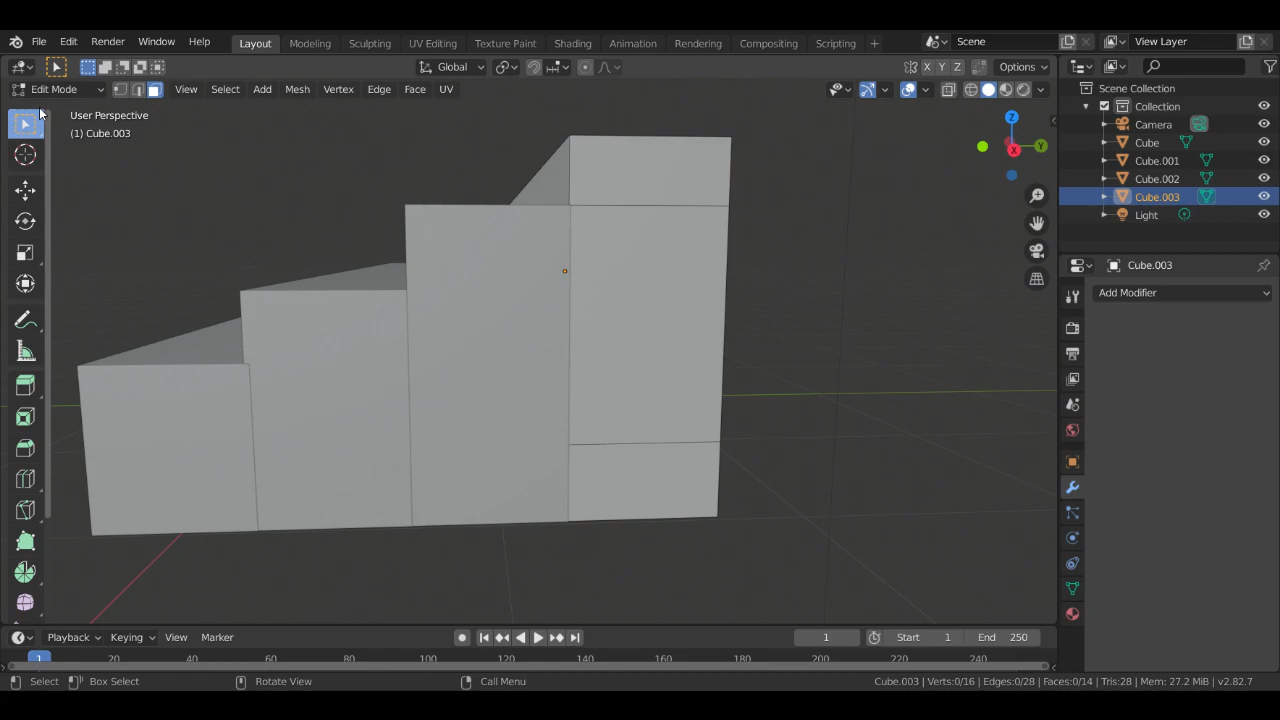 File Edit Render Window Help Layout Modeling Sculpting UV Editing Texture Paint Shading Animation Rendering Compositing Scripting + Scene View Layer
Global X Y Z Options
Edit Mode View Select Add Mesh Vertex Edge Face UV
User Perspective
(1) Cube.003
Z
Y
X
Scene Collection
Collection
Camera
Cube
Cube.001
Cube.002
Cube.003
Light
Cube.003
Add Modifier
Playback Keying View Marker 1 Start 1 End 250
1 20 40 60 80 100 120 140 160 180 200 220 240
Select Box Select Rotate View Call Menu Cube.003 | Verts:0/16 | Edges:0/28 | Faces:0/14 | Tris:28 | Mem: 27.2 MiB | v2.82.7